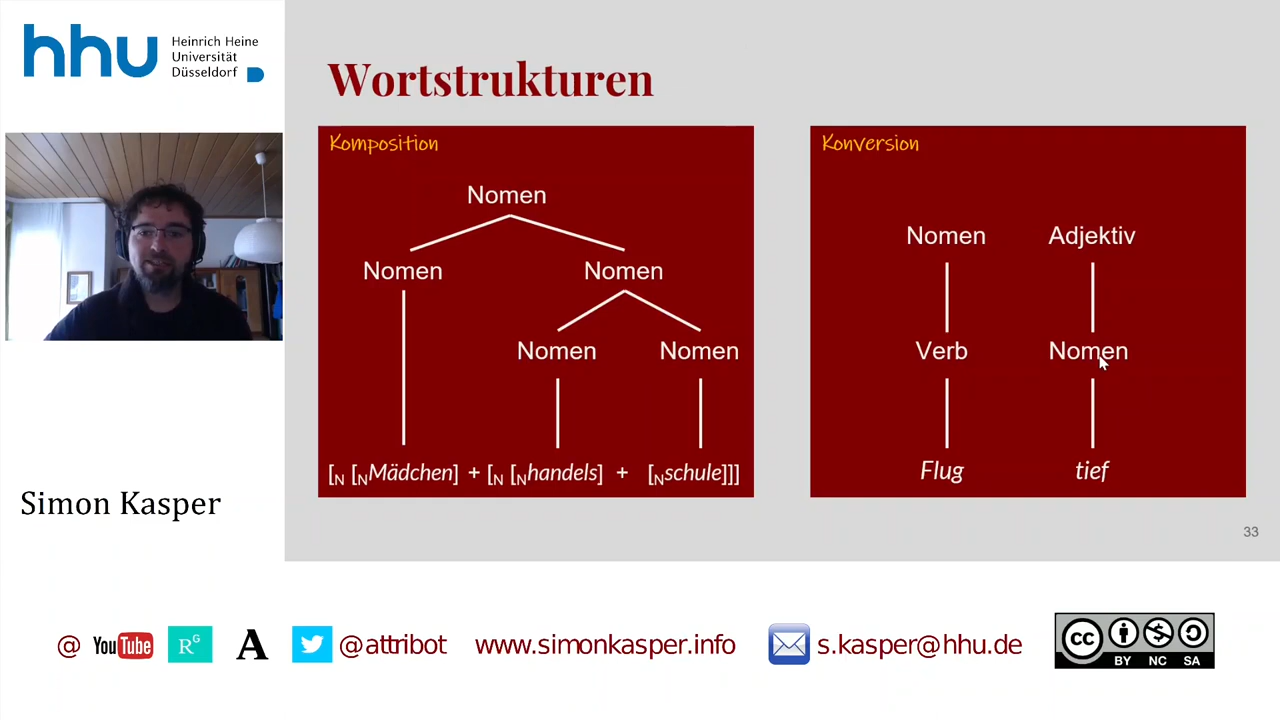 hhu Heinrich Heine
Universität
Düsseldorf
Wortstrukturen
Komposition
Nomen
Nomen Nomen
Nomen Nomen
[N [NMädchen] + [N [Nhandels] + [Nschule]]]
Konversion
Nomen Adjektiv
Verb Nomen
Flug tief
33
Simon Kasper
@ YouTube RG A @attribot www.simonkasper.info s.kasper@hhu.de
cc
BY NC SA